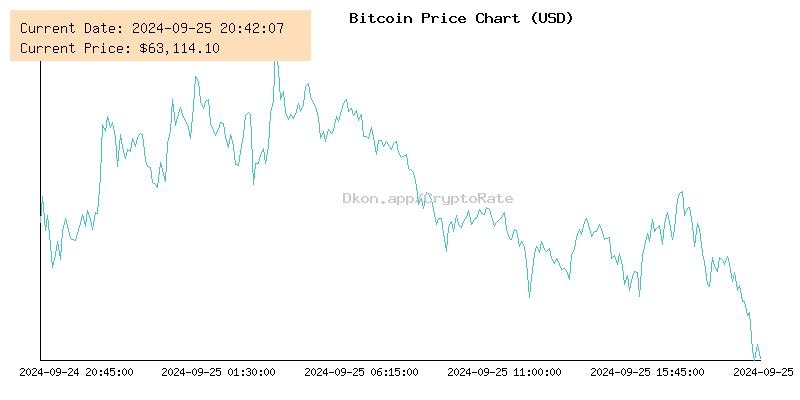 Bitcoin Price Chart (USD)
Current Date: 2024-09-25 20:42:07
Current Price: $63,114.10
Dkon.app/CryptoRate
2024-09-24 20:45:00 2024-09-25 01:30:00 2024-09-25 06:15:00 2024-09-25 11:00:00 2024-09-25 15:45:00 2024-09-25